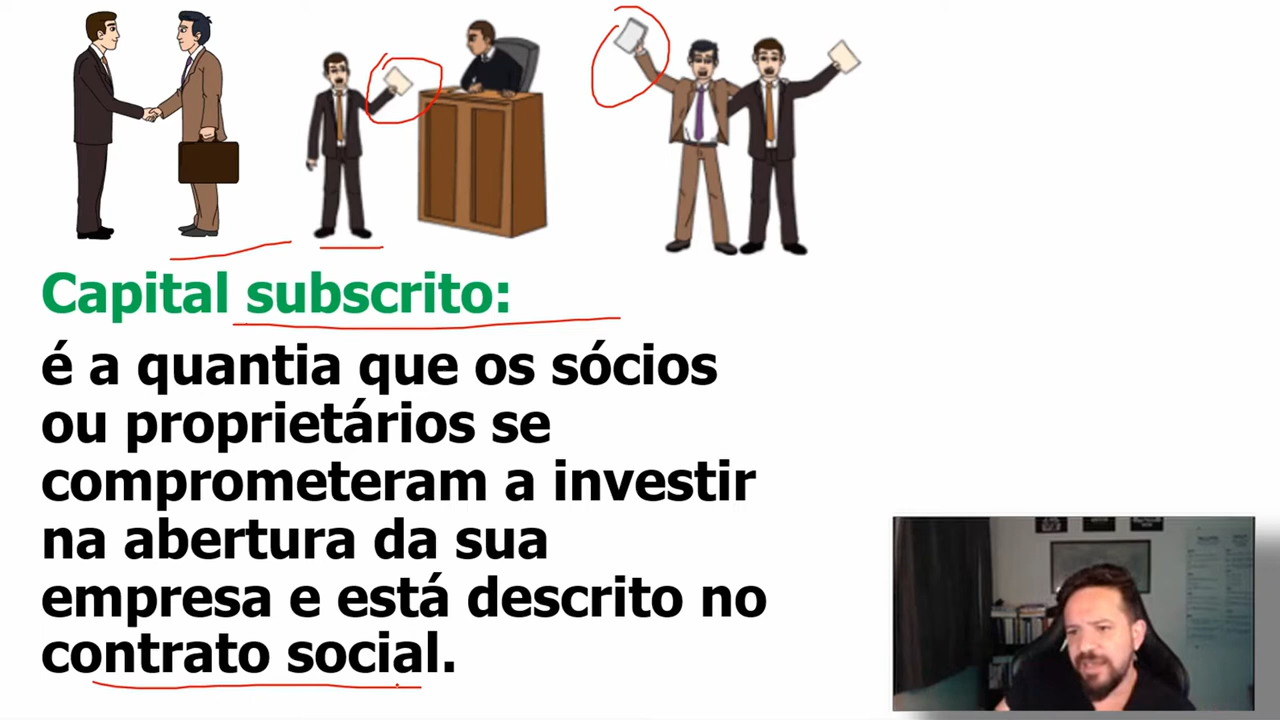 Capital subscrito:
é a quantia que os sócios
ou proprietários se
comprometeram a investir
na abertura da sua
empresa e está descrito no
contrato social.